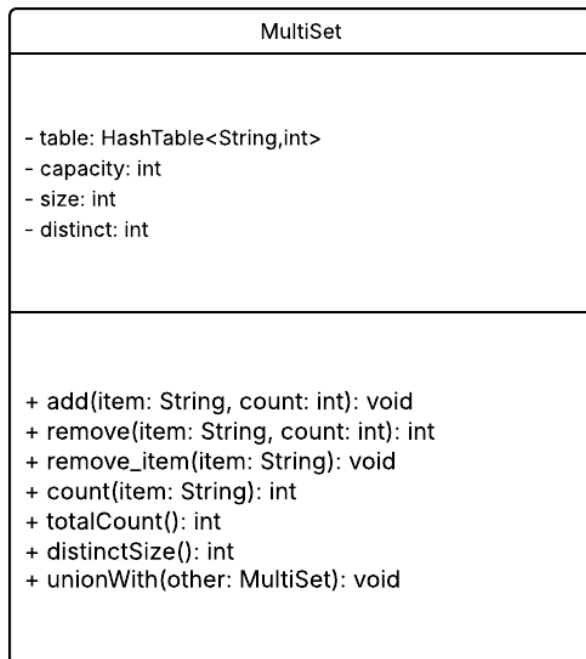 MultiSet
- table: HashTable<String,int>
- capacity: int
- size: int
- distinct: int
+ add(item: String, count: int): void
+ remove(item: String, count: int): int
+ remove_item(item: String): void
+ count(item: String): int
+ totalCount(): int
+ distinctSize(): int
+ unionWith(other: MultiSet): void